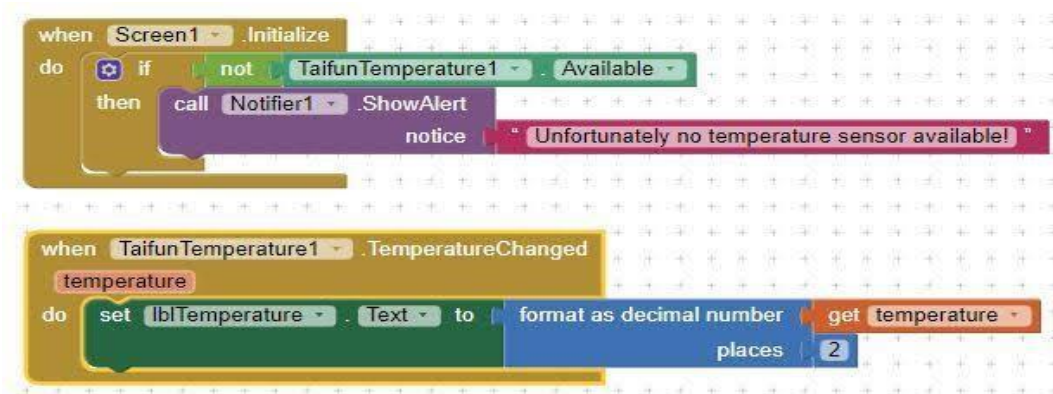 when Screen1 .Initialize
do if not TaifunTemperature1 . Available
then call Notifier1 .ShowAlert
notice " Unfortunately no temperature sensor available! "
when TaifunTemperature1 .TemperatureChanged
temperature
do set lblTemperature . Text to format as decimal number get temperature
places 2